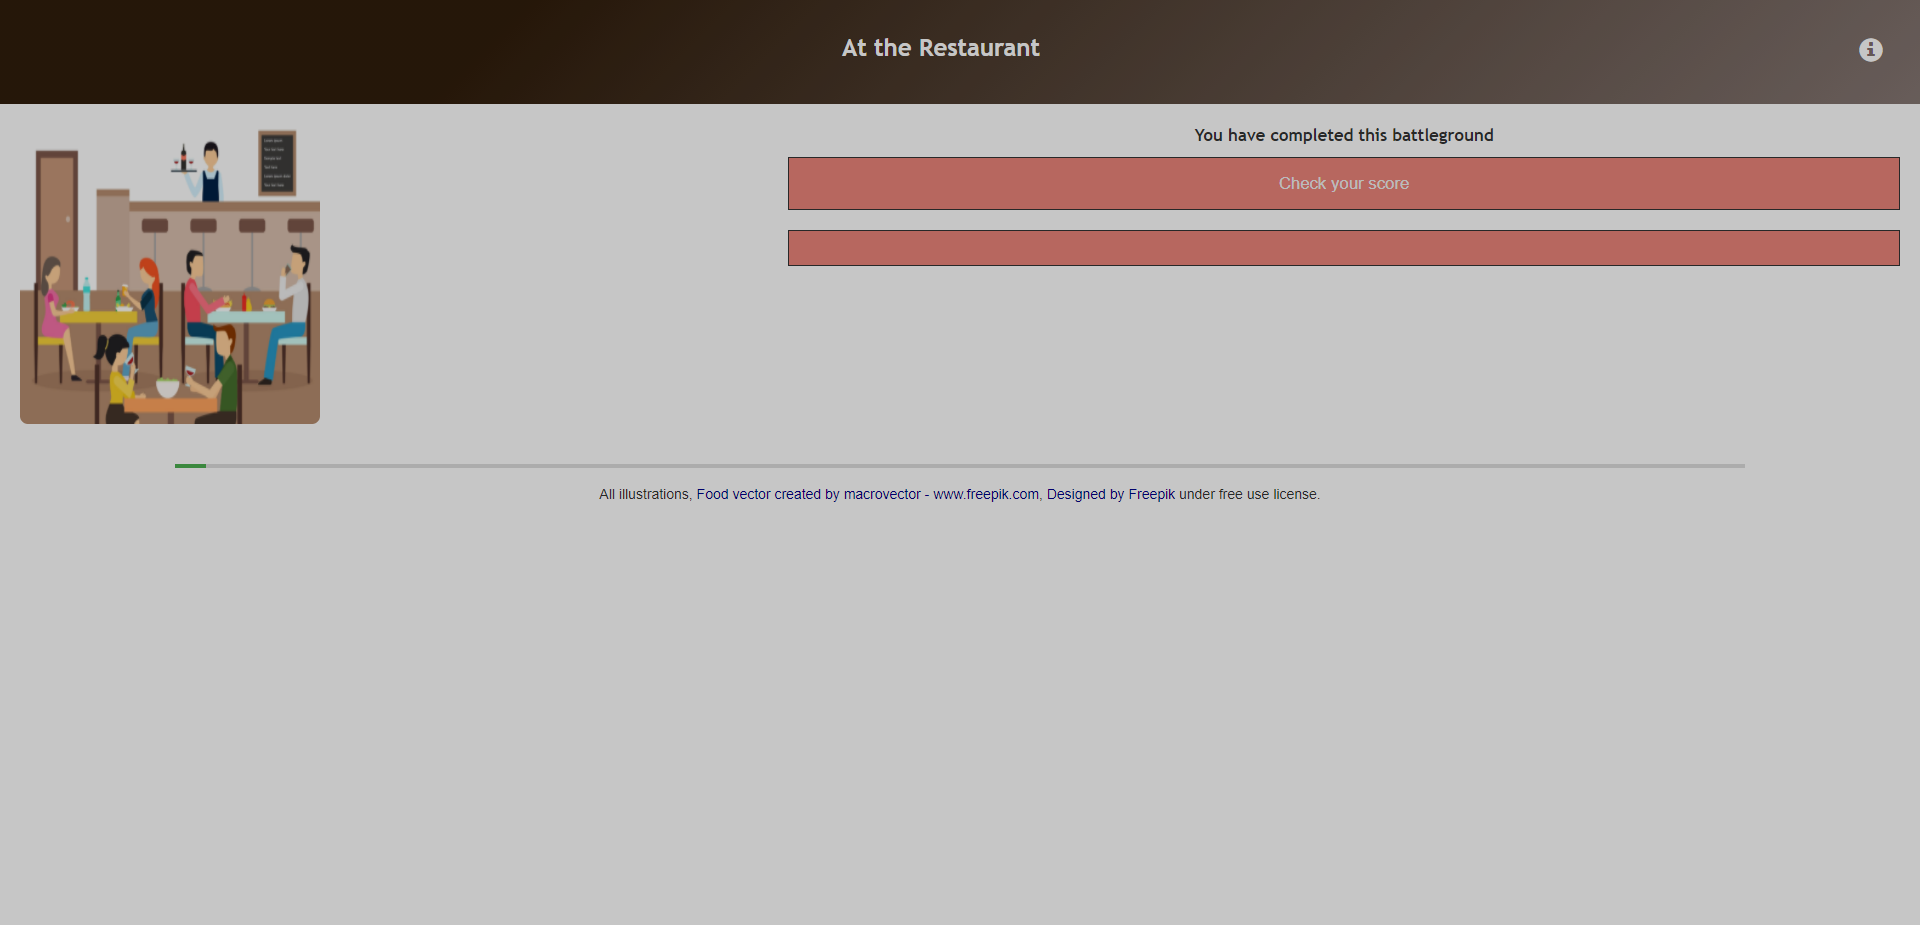 At the Restaurant
You have completed this battleground
Check your score
All illustrations, Food vector created by macrovector - www.freepik.com, Designed by Freepik under free use license.